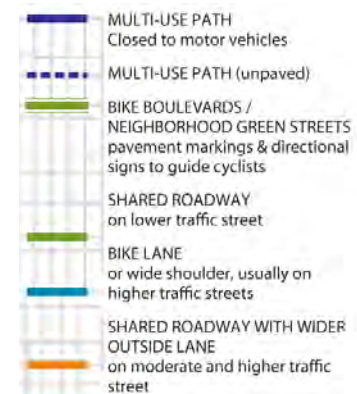 MULTI-USE PATH
Closed to motor vehicles
MULTI-USE PATH (unpaved)
BIKE BOULEVARDS /
NEIGHBORHOOD GREEN STREETS
pavement markings & directional
signs to guide cyclists
SHARED ROADWAY
on lower traffic street
BIKE LANE
or wide shoulder, usually on
higher traffic streets
SHARED ROADWAY WITH WIDER
OUTSIDE LANE
on moderate and higher traffic
street